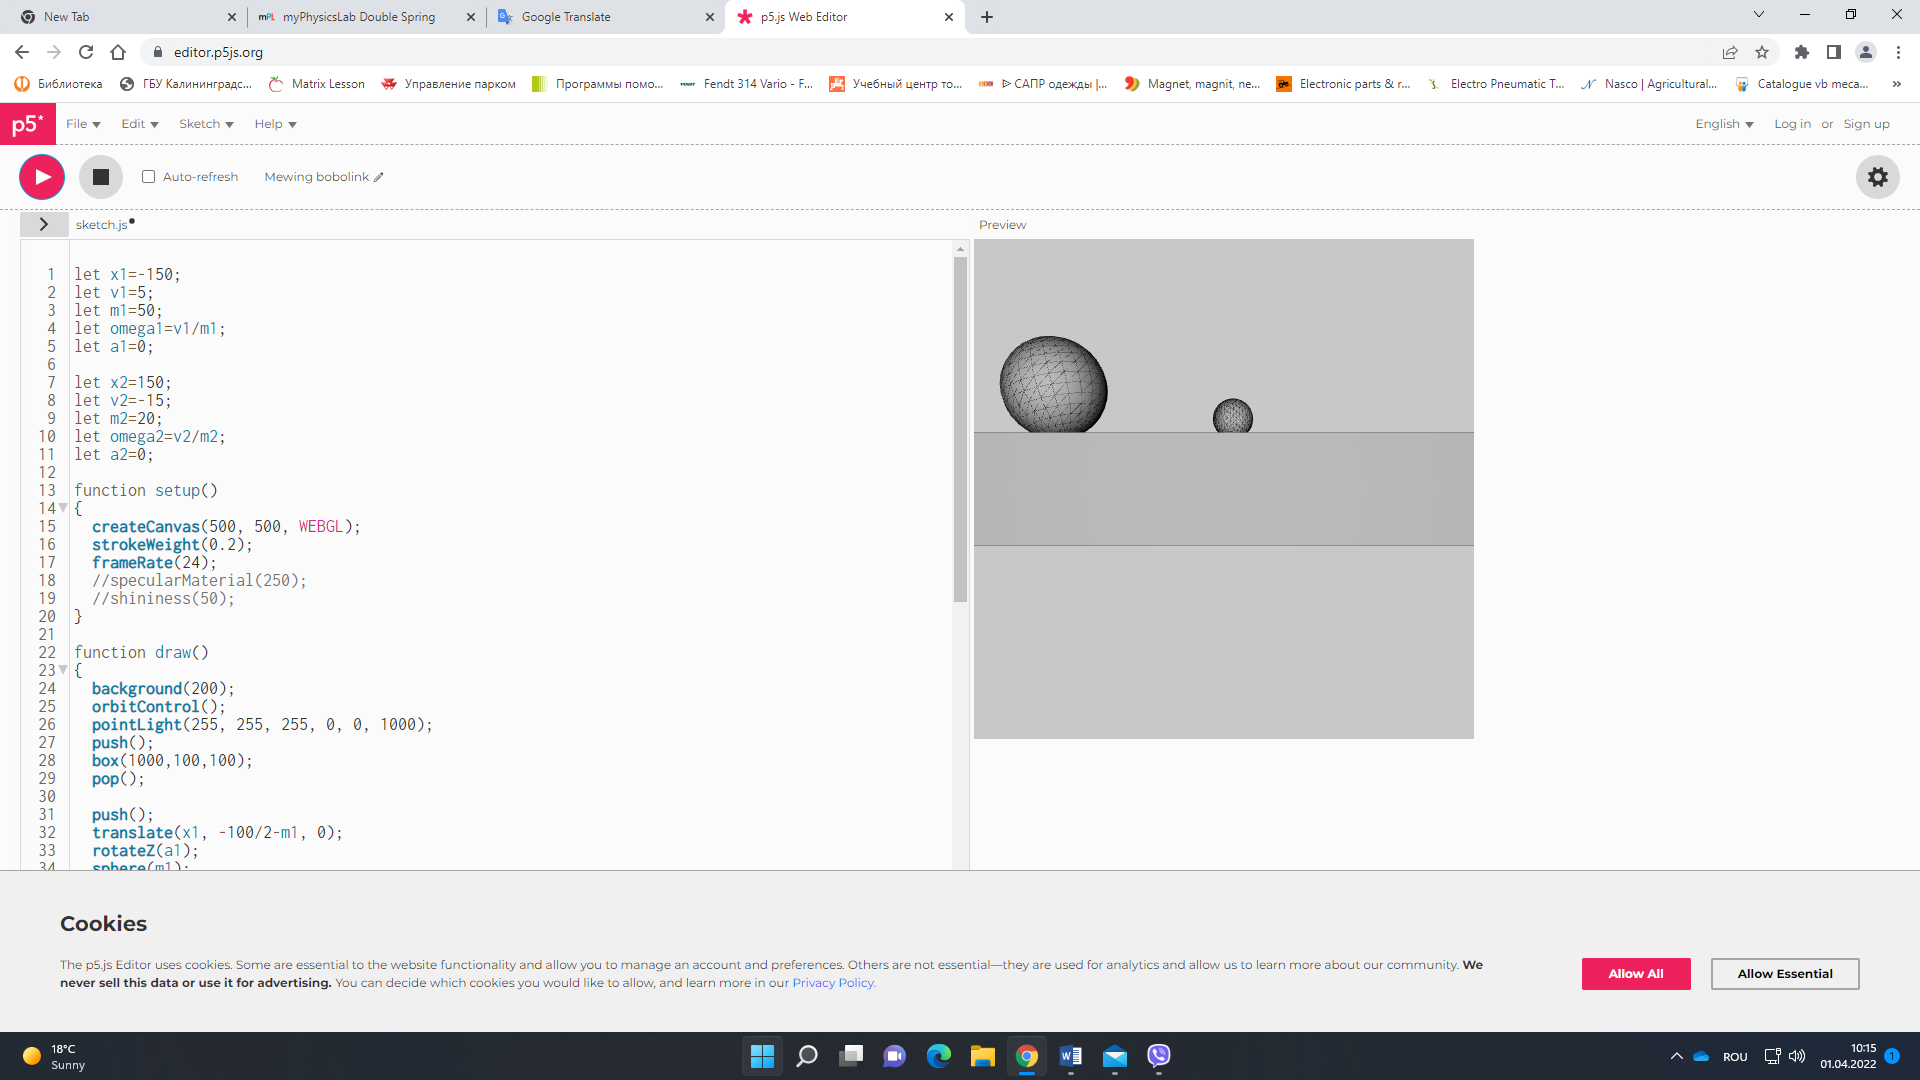 New Tab
mPL myPhysicsLab Double Spring
Google Translate
p5.js Web Editor
editor.p5js.org
Библиотека
ГБУ Калининградс...
Matrix Lesson
Управление парком
Программы помо...
Fendt 314 Vario - F...
Учебный центр то...
ᐅ САПР одежды |...
Magnet, magnit, ne...
Electronic parts & r...
Electro Pneumatic T...
Nasco | Agricultural...
Catalogue vb meca...
»
p5*
File
Edit
Sketch
Help
English
Log in or Sign up
Auto-refresh
Mewing bobolink
sketch.js
Preview
1 let x1=-150;
2 let v1=5;
3 let m1=50;
4 let omega1=v1/m1;
5 let a1=0;
6
7 let x2=150;
8 let v2=-15;
9 let m2=20;
10 let omega2=v2/m2;
11 let a2=0;
12
13 function setup()
14 {
15 createCanvas(500, 500, WEBGL);
16 strokeWeight(0.2);
17 frameRate(24);
18 //specularMaterial(250);
19 //shininess(50);
20 }
21
22 function draw()
23 {
24 background(200);
25 orbitControl();
26 pointLight(255, 255, 255, 0, 0, 1000);
27 push();
28 box(1000,100,100);
29 pop();
30
31 push();
32 translate(x1, -100/2-m1, 0);
33 rotateZ(a1);
34 sphere(m1);
Cookies
The p5.js Editor uses cookies. Some are essential to the website functionality and allow you to manage an account and preferences. Others are not essential—they are used for analytics and allow us to learn more about our community. We
never sell this data or use it for advertising. You can decide which cookies you would like to allow, and learn more in our Privacy Policy.
Allow All
Allow Essential
18°C
Sunny
ROU
10:15
01.04.2022
1